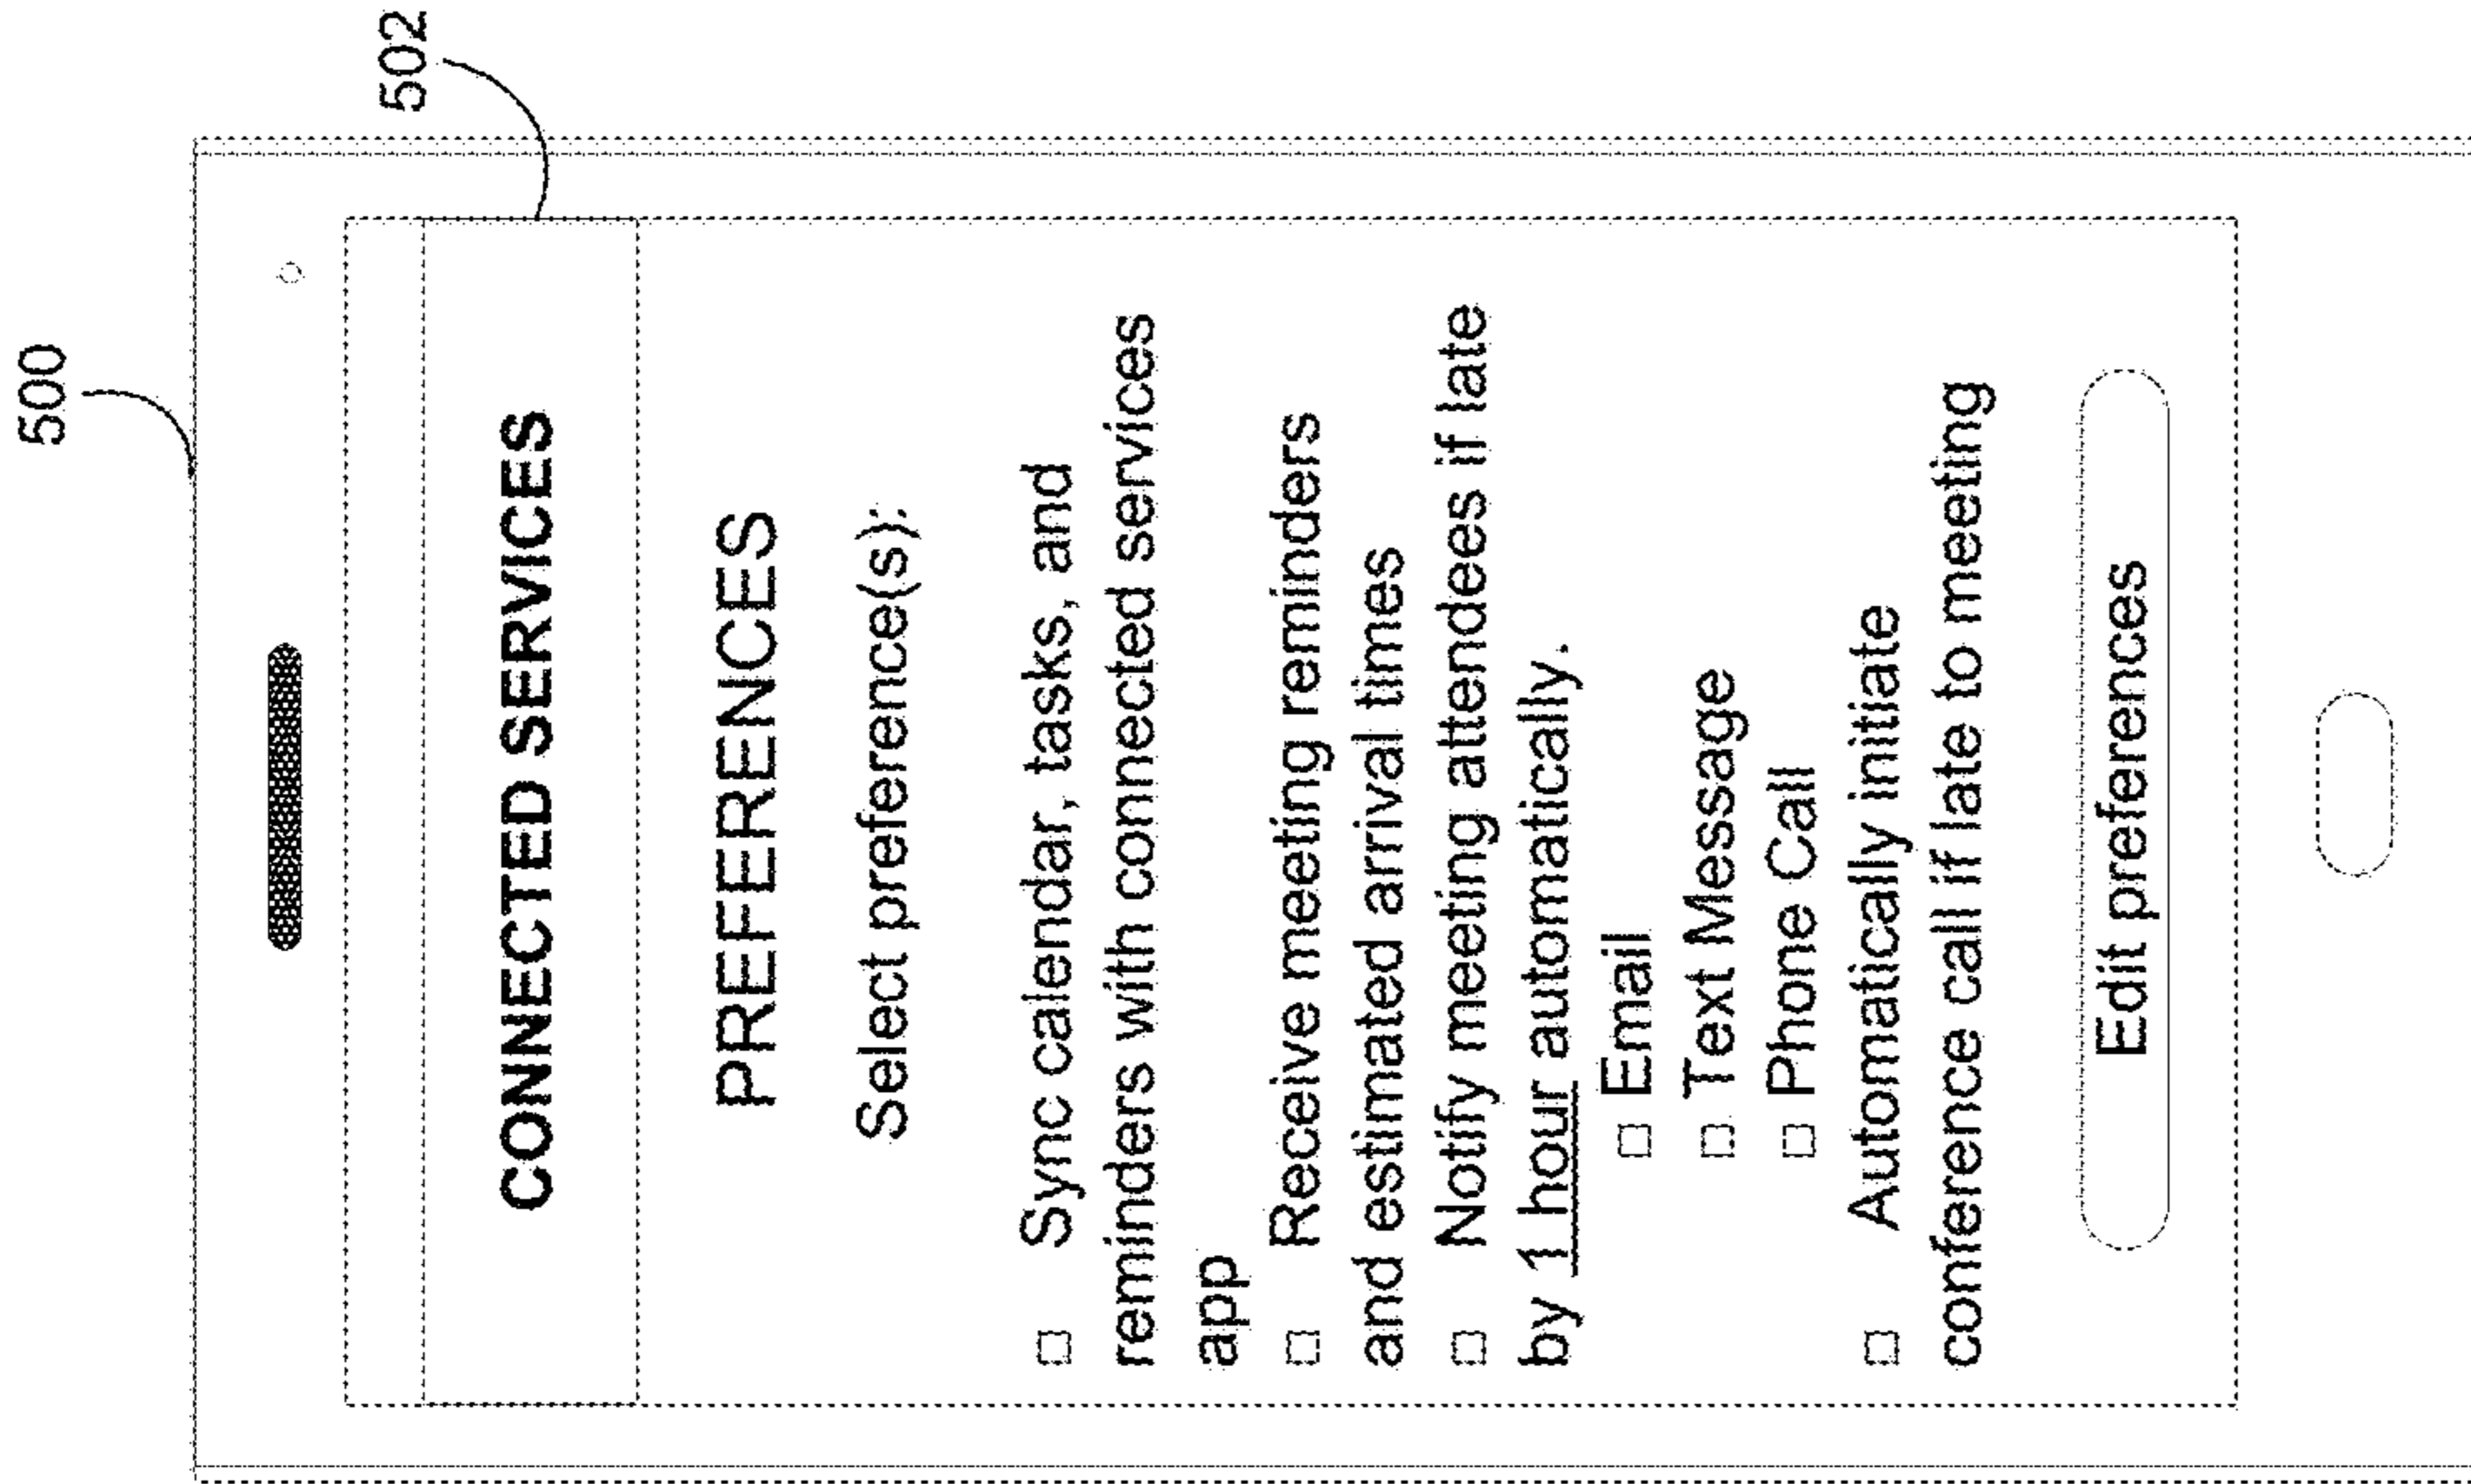 500
502
CONNECTED SERVICES
PREFERENCES
Select preference(s):
Sync calendar, tasks, and
reminders with connected services
app
Receive meeting reminders
and estimated arrival times
Notify meeting attendees if late
by 1 hour automatically.
Email
Text Message
Phone Call
Automatically initiate
conference call if late to meeting
Edit preferences